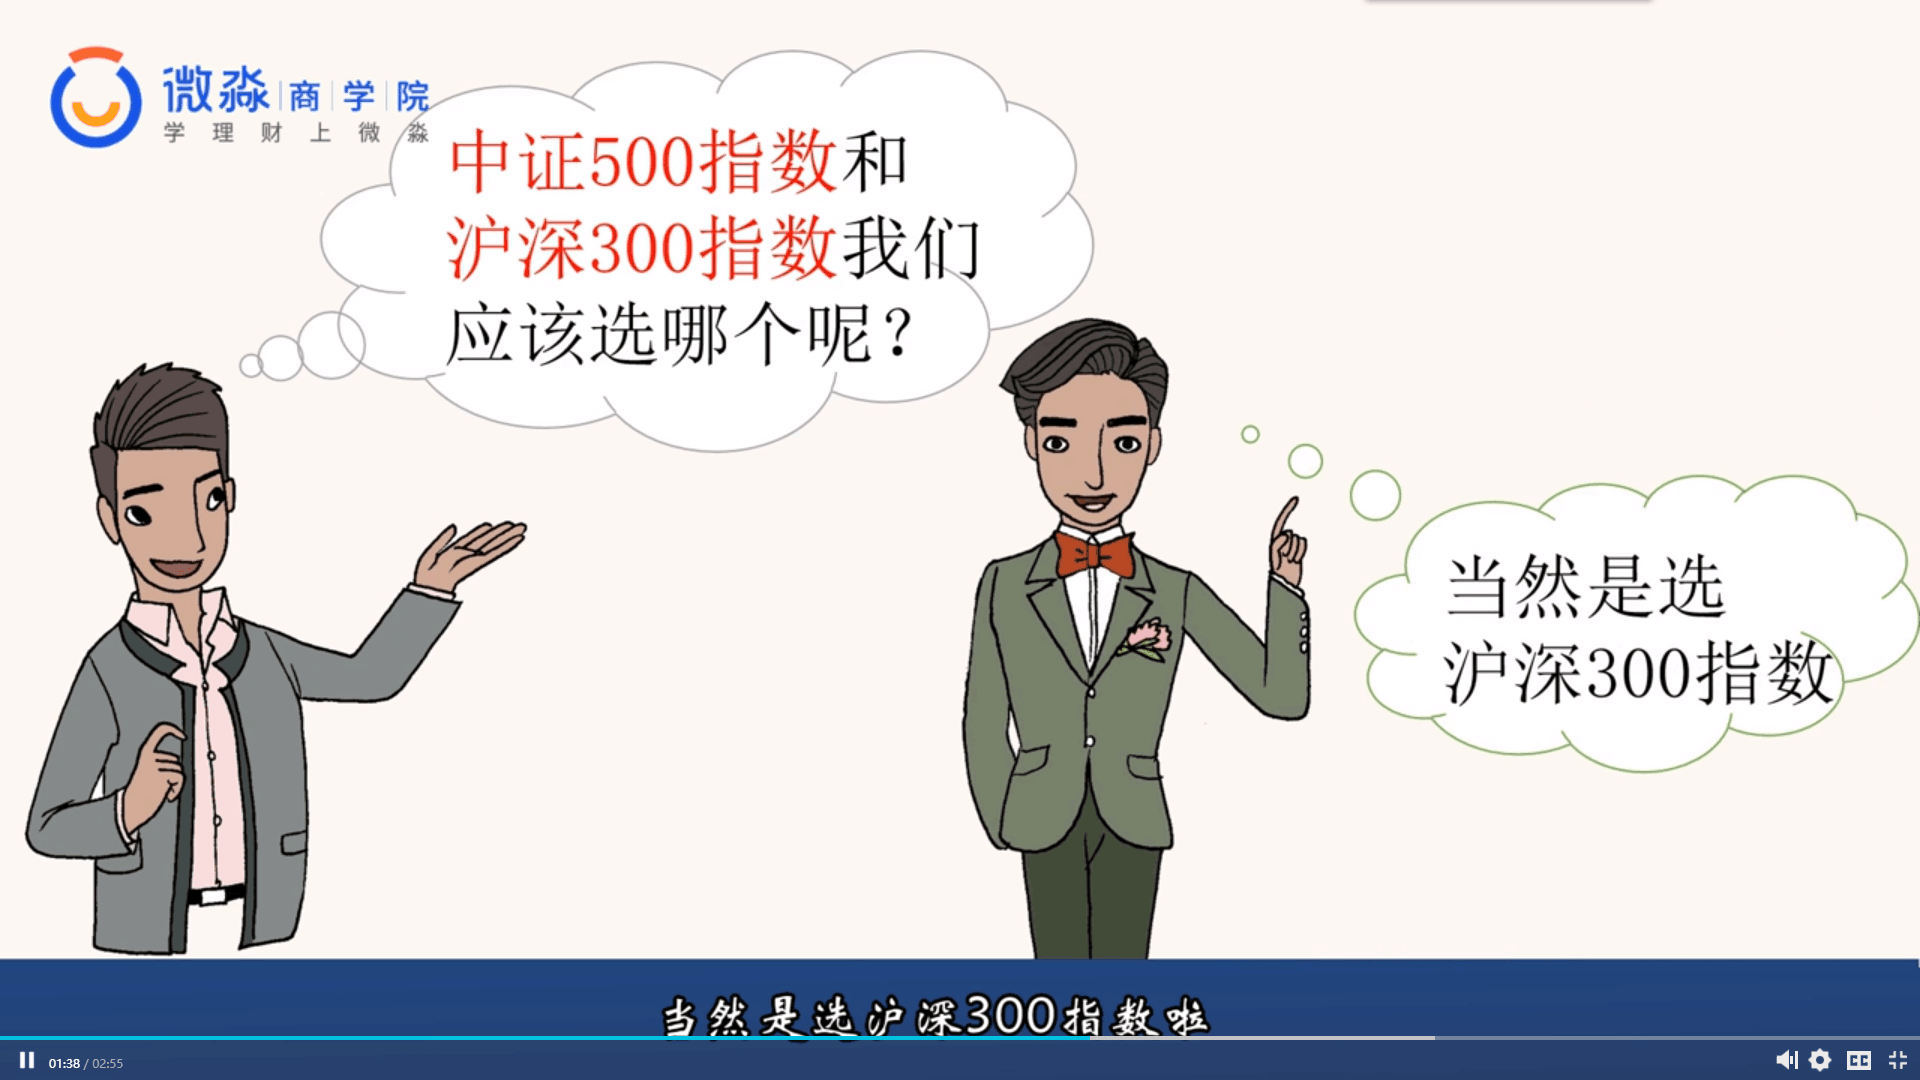 微淼 商 学 院
学理财上微淼
中证500指数和
沪深300指数我们
应该选哪个呢?
当然是选
沪深300指数
当然是选沪深300指数啦
01:38 / 02:55
CC